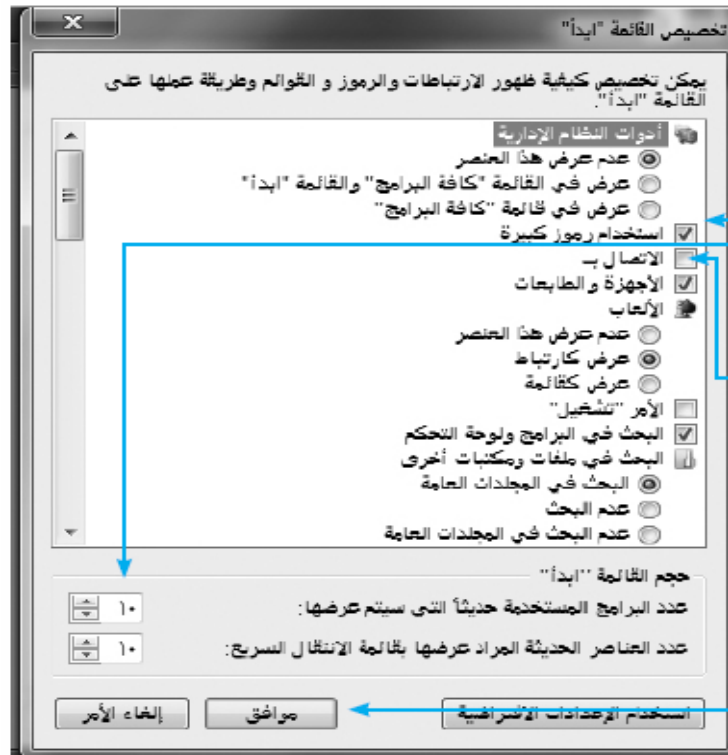 تخصيص القائمة "ابدأ"
يمكن تخصيص كيفية ظهور الارتباطات والرموز و القوائم وطريقة عملها على
القائمة "ابدأ".
أدوات النظام الإدارية
عدم عرض هذا العنصر
عرض في القائمة "كافة البرامج" والقائمة "ابدأ"
عرض في قائمة "كافة البرامج"
استخدام رموز كبيرة
الاتصال بـ
الأجهزة والطابعات
الألعاب
عدم عرض هذا العنصر
عرض كارتباط
عرض كقائمة
الأمر "تشغيل"
البحث في البرامج ولوحة التحكم
البحث في ملفات ومكتبات أخرى
البحث في المجلدات العامة
عدم البحث
عدم البحث في المجلدات العامة
حجم القائمة "ابدأ"
عدد البرامج المستخدمة حديثاً التي سيتم عرضها: ١٠
عدد العناصر الحديثة المراد عرضها بقائمة الانتقال السريع: ١٠
استخدام الإعدادات الافتراضية موافق إلغاء الأمر